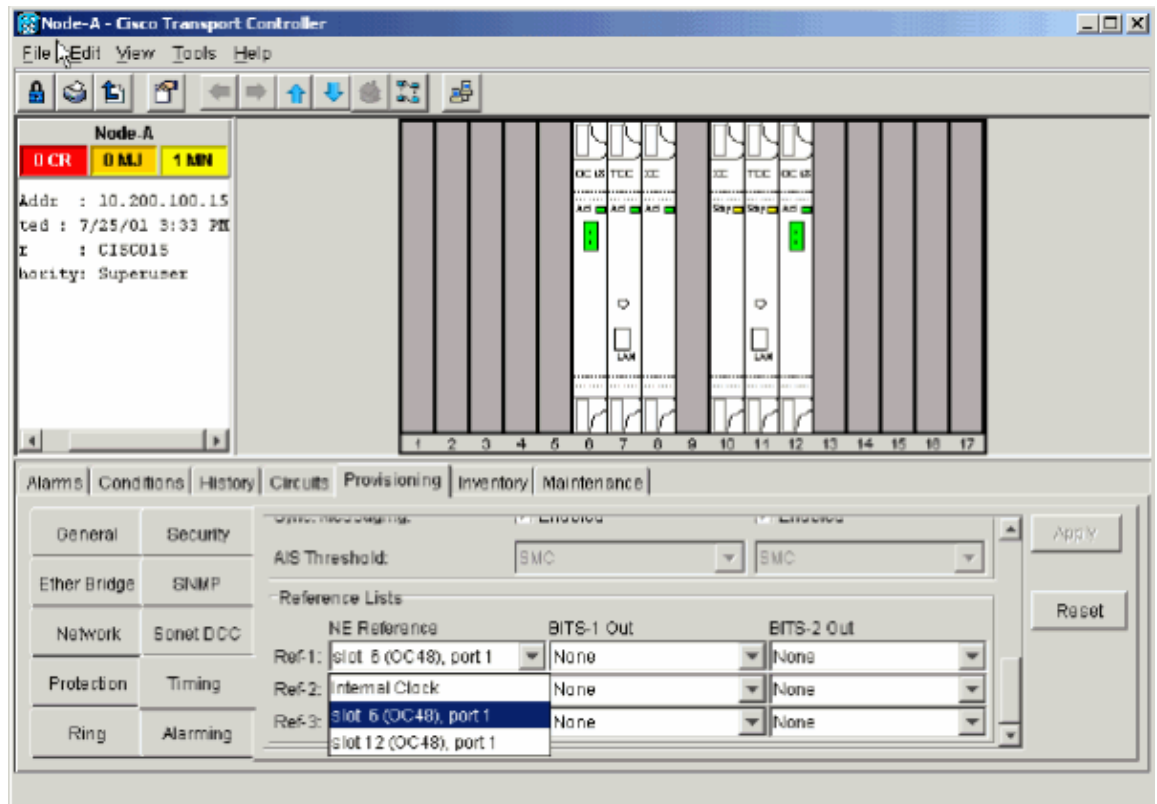 Node-A - Cisco Transport Controller
File Edit View Tools Help
Node-A
0 CR 0 MJ 1 MN
Addr : 10.200.100.15
ted : 7/25/01 3:33 PM
r : CISCO15
hority: Superuser
OC48 TCC XC XC TCC OC48
Act Act Act Sby Sby Act
LAN LAN
1 2 3 4 5 6 7 8 9 10 11 12 13 14 15 16 17
Alarms Conditions History Circuits Provisioning Inventory Maintenance
General Security
Ether Bridge SNMP
Network Sonet DCC
Protection Timing
Ring Alarming
Sync. Messaging: Enabled Enabled
AIS Threshold: SMC SMC
Reference Lists
NE Reference BITS-1 Out BITS-2 Out
Ref-1: slot 6 (OC48), port 1 None None
Ref-2: Internal Clock None None
Ref-3: slot 6 (OC48), port 1 None None
slot 12 (OC48), port 1
Apply
Reset